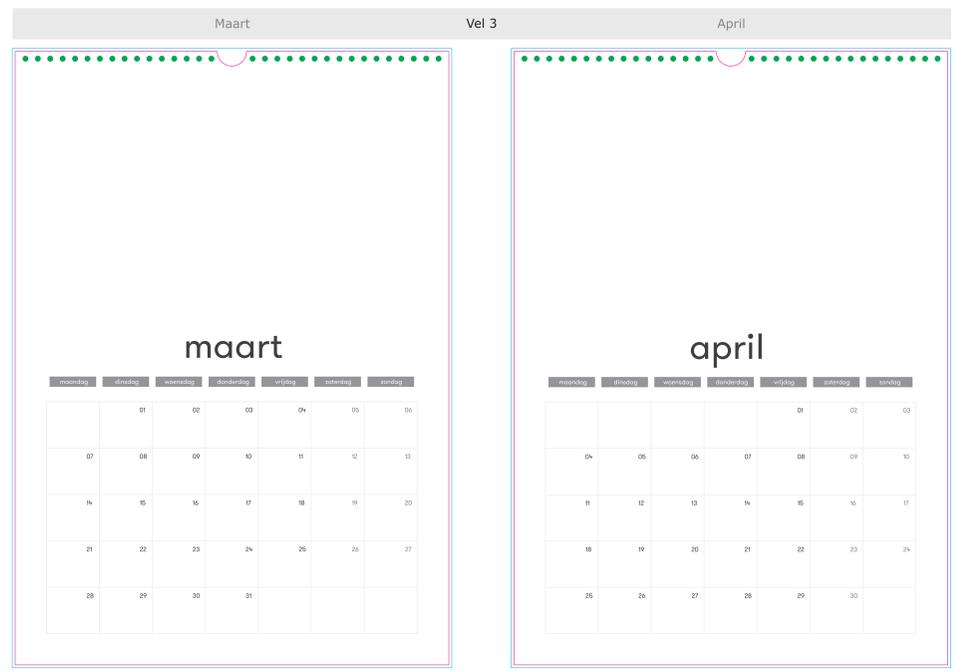 Maart Vel 3 April
maart
maandag dinsdag woensdag donderdag vrijdag zaterdag zondag
01 02 03 04 05 06
07 08 09 10 11 12 13
14 15 16 17 18 19 20
21 22 23 24 25 26 27
28 29 30 31
april
maandag dinsdag woensdag donderdag vrijdag zaterdag zondag
01 02 03
04 05 06 07 08 09 10
11 12 13 14 15 16 17
18 19 20 21 22 23 24
25 26 27 28 29 30